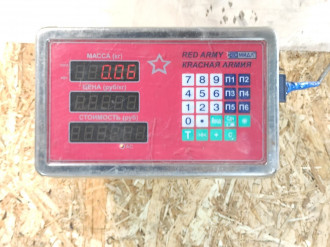 МАССА (кг)
0.06
ЦЕНА (руб/кг)
СТОИМОСТЬ (руб)
RED ARMY
КРАСНАЯ АРМИЯ
7 8 9 П1 П2
4 5 6 П3 П4
1 2 3 П5 П6
0
T C